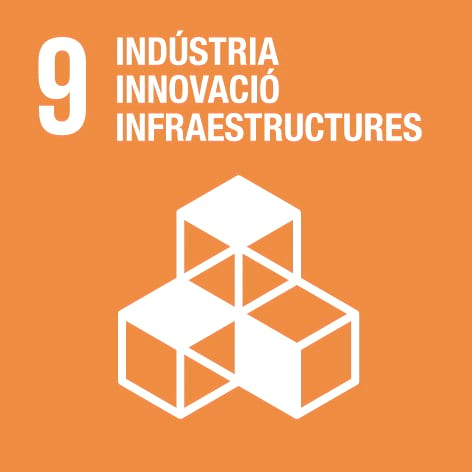 9
INDÚSTRIA
INNOVACIÓ
INFRAESTRUCTURES